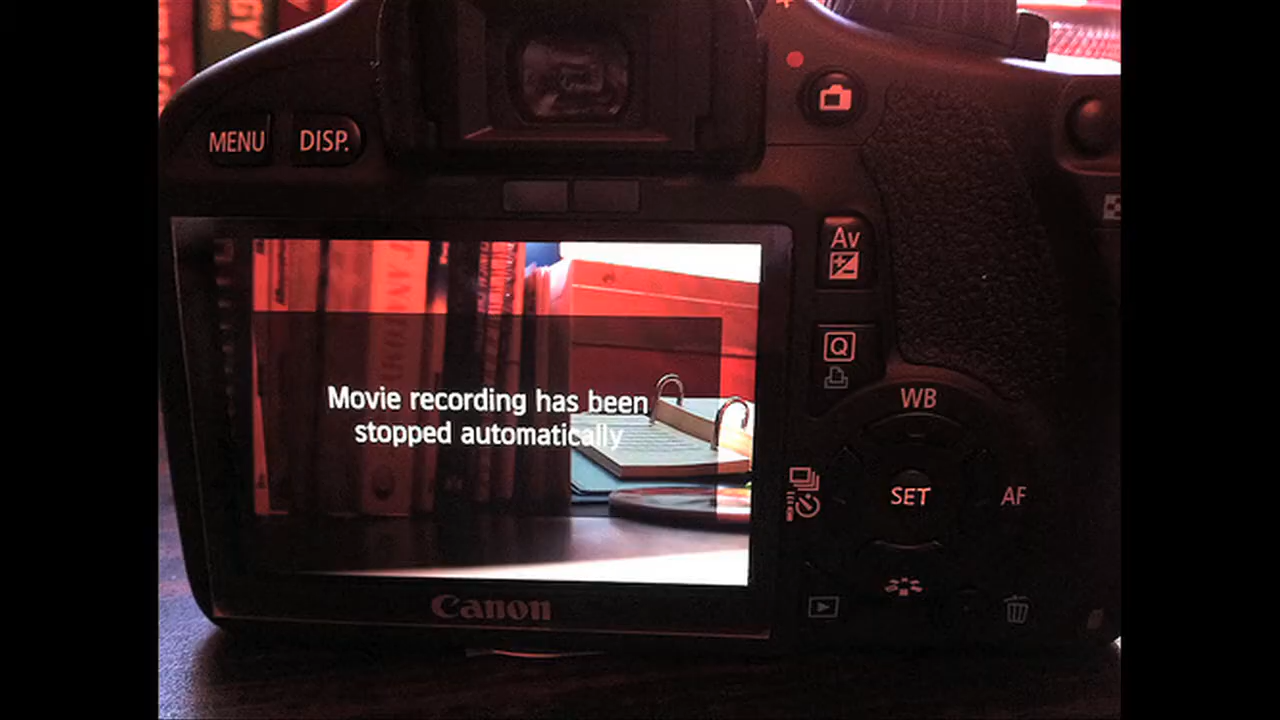 MENU DISP.
Av
Q
Movie recording has been
stopped automatically
WB
SET
AF
Canon